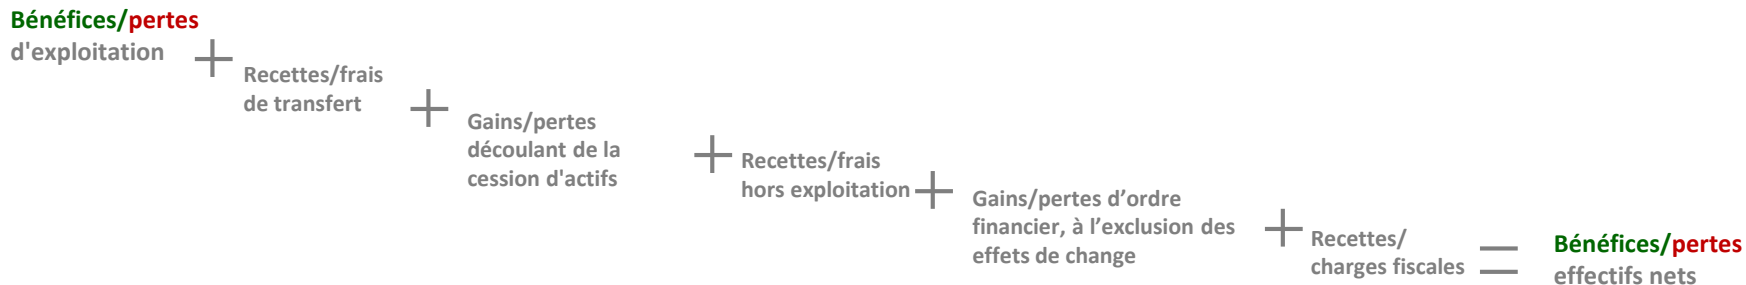 Bénéfices/pertes
d'exploitation
+
Recettes/frais
de transfert
+
Gains/pertes
découlant de la
cession d'actifs
+
Recettes/frais
hors exploitation
+
Gains/pertes d’ordre
financier, à l’exclusion des
effets de change
+
Recettes/
charges fiscales
=
Bénéfices/pertes
effectifs nets